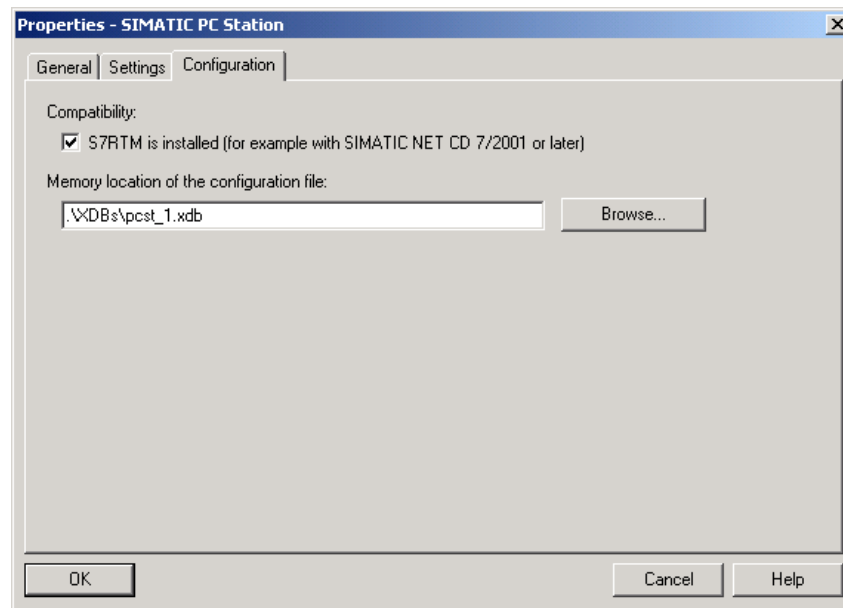 Properties - SIMATIC PC Station
General Settings Configuration
Compatibility:
S7RTM is installed (for example with SIMATIC NET CD 7/2001 or later)
Memory location of the configuration file:
.\XDBs\pcst_1.xdb Browse...
OK Cancel Help